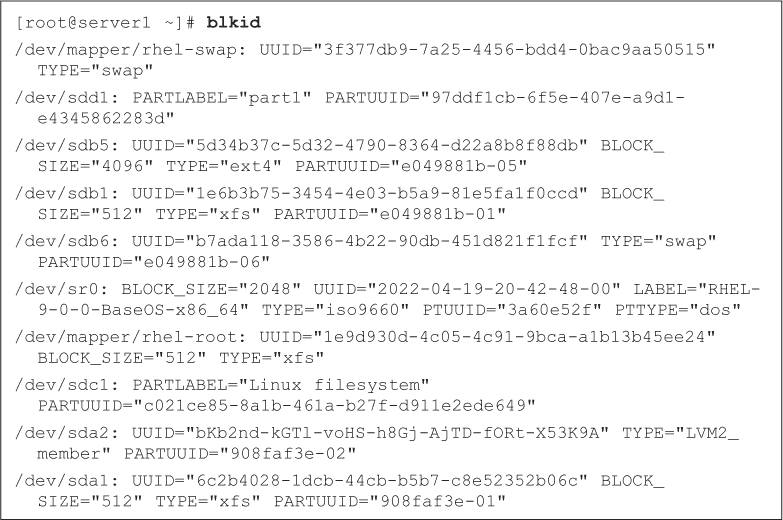 [root@server1 ~]# blkid
/dev/mapper/rhel-swap: UUID="3f377db9-7a25-4456-bdd4-0bac9aa50515"
TYPE="swap"
/dev/sdd1: PARTLABEL="part1" PARTUUID="97ddf1cb-6f5e-407e-a9d1-
e4345862283d"
/dev/sdb5: UUID="5d34b37c-5d32-4790-8364-d22a8b8f88db" BLOCK_
SIZE="4096" TYPE="ext4" PARTUUID="e049881b-05"
/dev/sdb1: UUID="1e6b3b75-3454-4e03-b5a9-81e5fa1f0ccd" BLOCK_
SIZE="512" TYPE="xfs" PARTUUID="e049881b-01"
/dev/sdb6: UUID="b7ada118-3586-4b22-90db-451d821f1fcf" TYPE="swap"
PARTUUID="e049881b-06"
/dev/sr0: BLOCK_SIZE="2048" UUID="2022-04-19-20-42-48-00" LABEL="RHEL-
9-0-0-BaseOS-x86_64" TYPE="iso9660" PTUUID="3a60e52f" PTTYPE="dos"
/dev/mapper/rhel-root: UUID="1e9d930d-4c05-4c91-9bca-a1b13b45ee24"
BLOCK_SIZE="512" TYPE="xfs"
/dev/sdc1: PARTLABEL="Linux filesystem"
PARTUUID="c021ce85-8a1b-461a-b27f-d911e2ede649"
/dev/sda2: UUID="bKb2nd-kGTl-voHS-h8Gj-AjTD-fORt-X53K9A" TYPE="LVM2_
member" PARTUUID="908faf3e-02"
/dev/sda1: UUID="6c2b4028-1dcb-44cb-b5b7-c8e52352b06c" BLOCK_
SIZE="512" TYPE="xfs" PARTUUID="908faf3e-01"